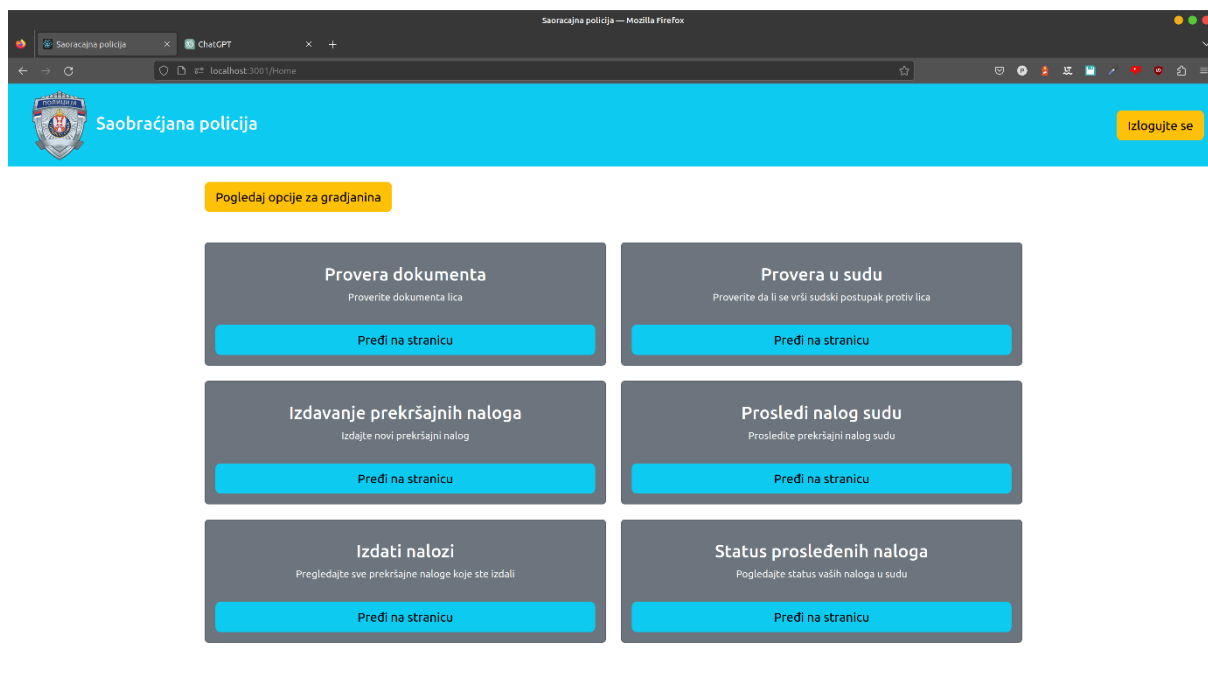 Saoracajna policija — Mozilla Firefox
Saoracajna policija
ChatGPT
localhost:3001/Home
ПОЛИЦИЈА
Saobraćjana policija
Izlogujte se
Pogledaj opcije za gradjanina
Provera dokumenta
Proverite dokumenta lica
Pređi na stranicu
Provera u sudu
Proverite da li se vrši sudski postupak protiv lica
Pređi na stranicu
Izdavanje prekršajnih naloga
Izdajte novi prekršajni nalog
Pređi na stranicu
Prosledi nalog sudu
Prosledite prekršajni nalog sudu
Pređi na stranicu
Izdati nalozi
Pregledajte sve prekršajne naloge koje ste izdali
Pređi na stranicu
Status prosleđenih naloga
Pogledajte status vaših naloga u sudu
Pređi na stranicu